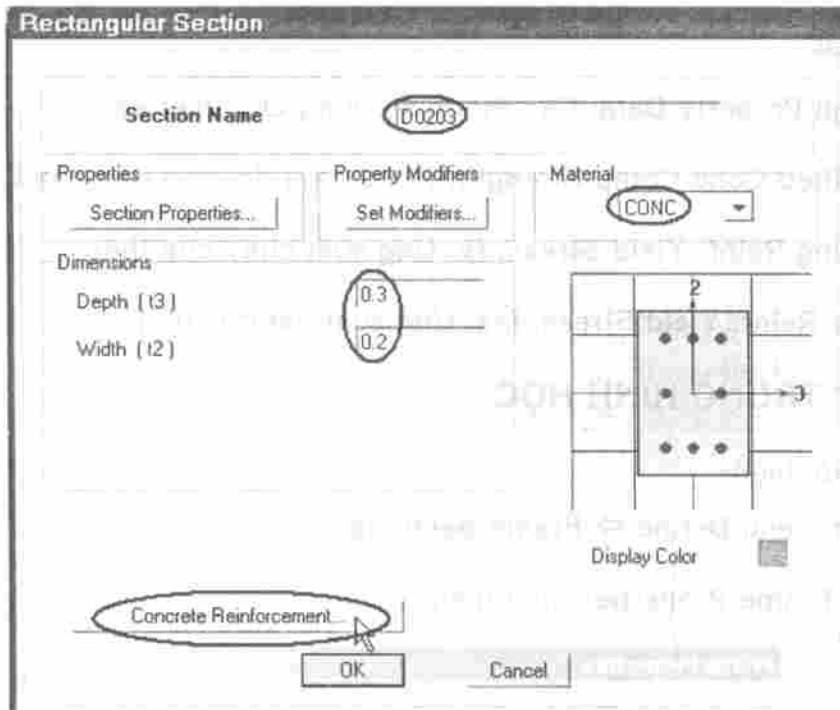 Rectangular Section
Section Name D0203
Properties Property Modifiers Material
Section Properties... Set Modifiers... CONC
Dimensions
Depth ( t3 ) 0.3
Width ( t2 ) 0.2
2
3
Display Color
Concrete Reinforcement...
OK Cancel